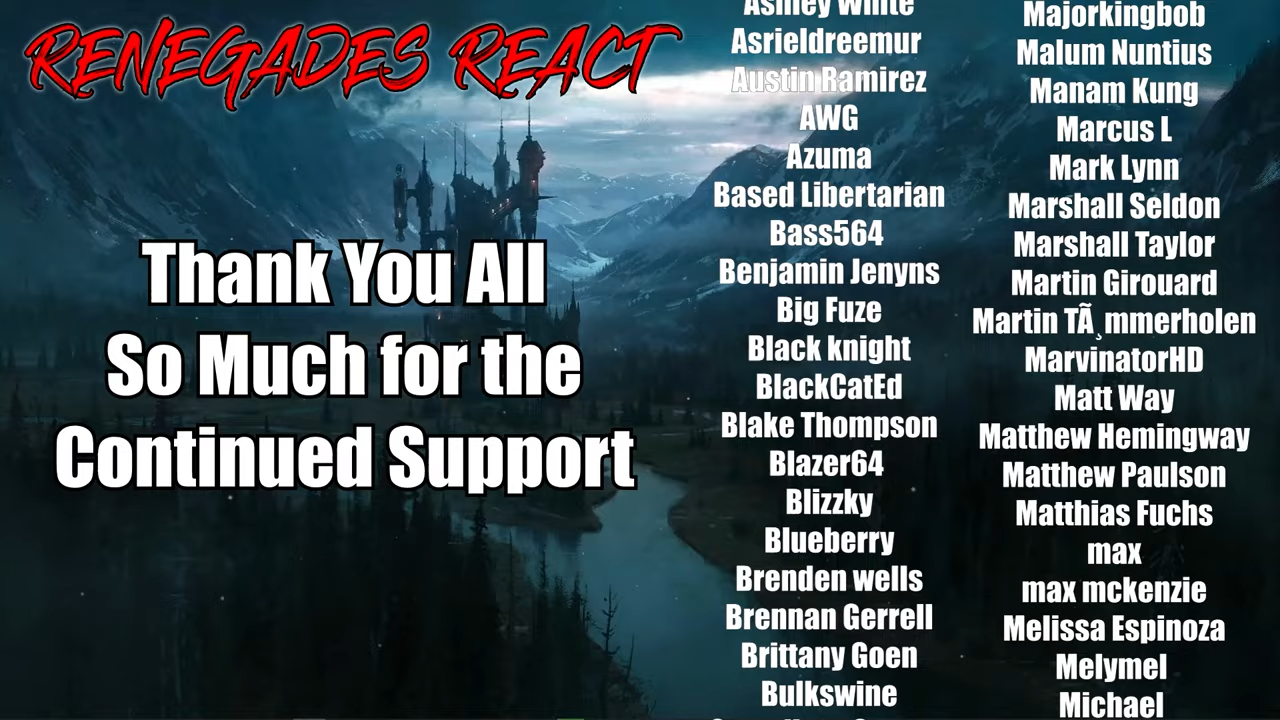 RENEGADES REACT
Thank You All
So Much for the
Continued Support
Ashley White
Asrieldreemur
Austin Ramirez
AWG
Azuma
Based Libertarian
Bass564
Benjamin Jenyns
Big Fuze
Black knight
BlackCatEd
Blake Thompson
Blazer64
Blizzky
Blueberry
Brenden wells
Brennan Gerrell
Brittany Goen
Bulkswine
Majorkingbob
Malum Nuntius
Manam Kung
Marcus L
Mark Lynn
Marshall Seldon
Marshall Taylor
Martin Girouard
Martin TÃ¸mmerholen
MarvinatorHD
Matt Way
Matthew Hemingway
Matthew Paulson
Matthias Fuchs
max
max mckenzie
Melissa Espinoza
Melymel
Michael